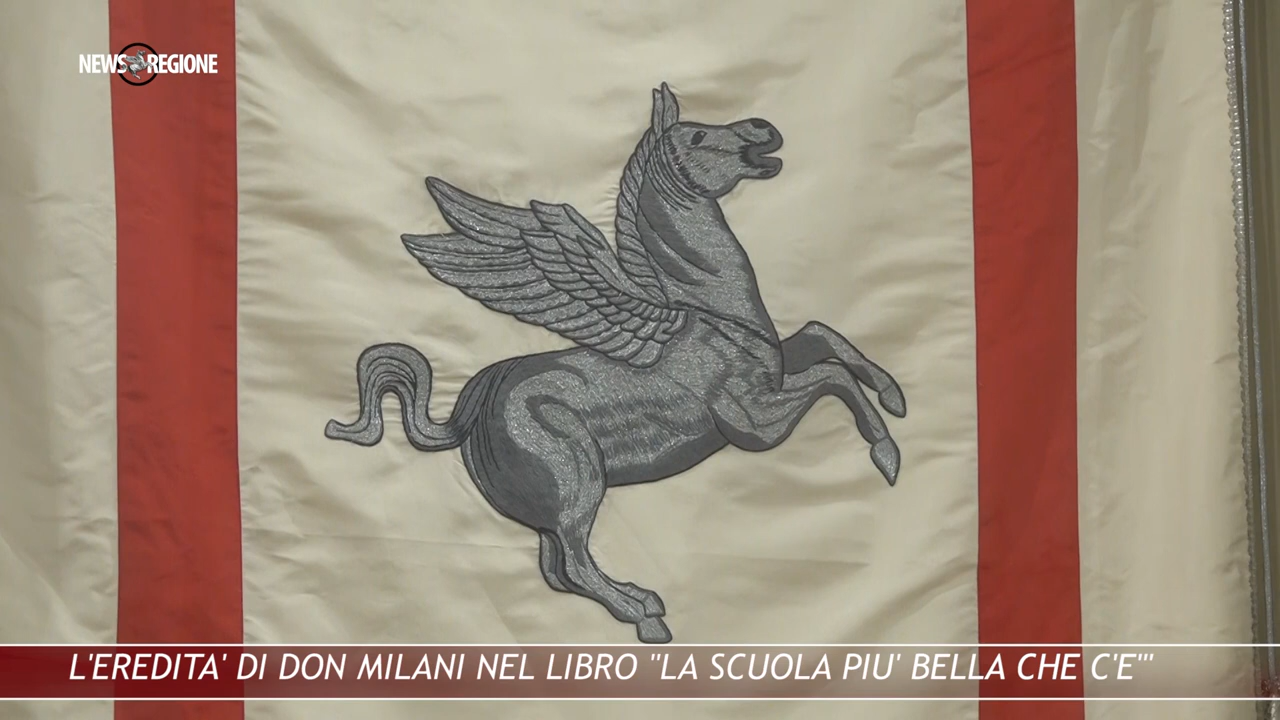 NEWS REGIONE
L'EREDITA' DI DON MILANI NEL LIBRO "LA SCUOLA PIU' BELLA CHE C'E'"